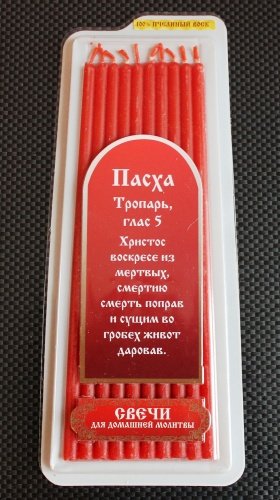 100% ПЧЕЛИНЫЙ ВОСК
Пасха
Тропарь,
глас 5
Христос
воскресе из
мертвых,
смертию
смерть поправ
и сущим во
гробех живот
даровав.
СВЕЧИ
для домашней молитвы